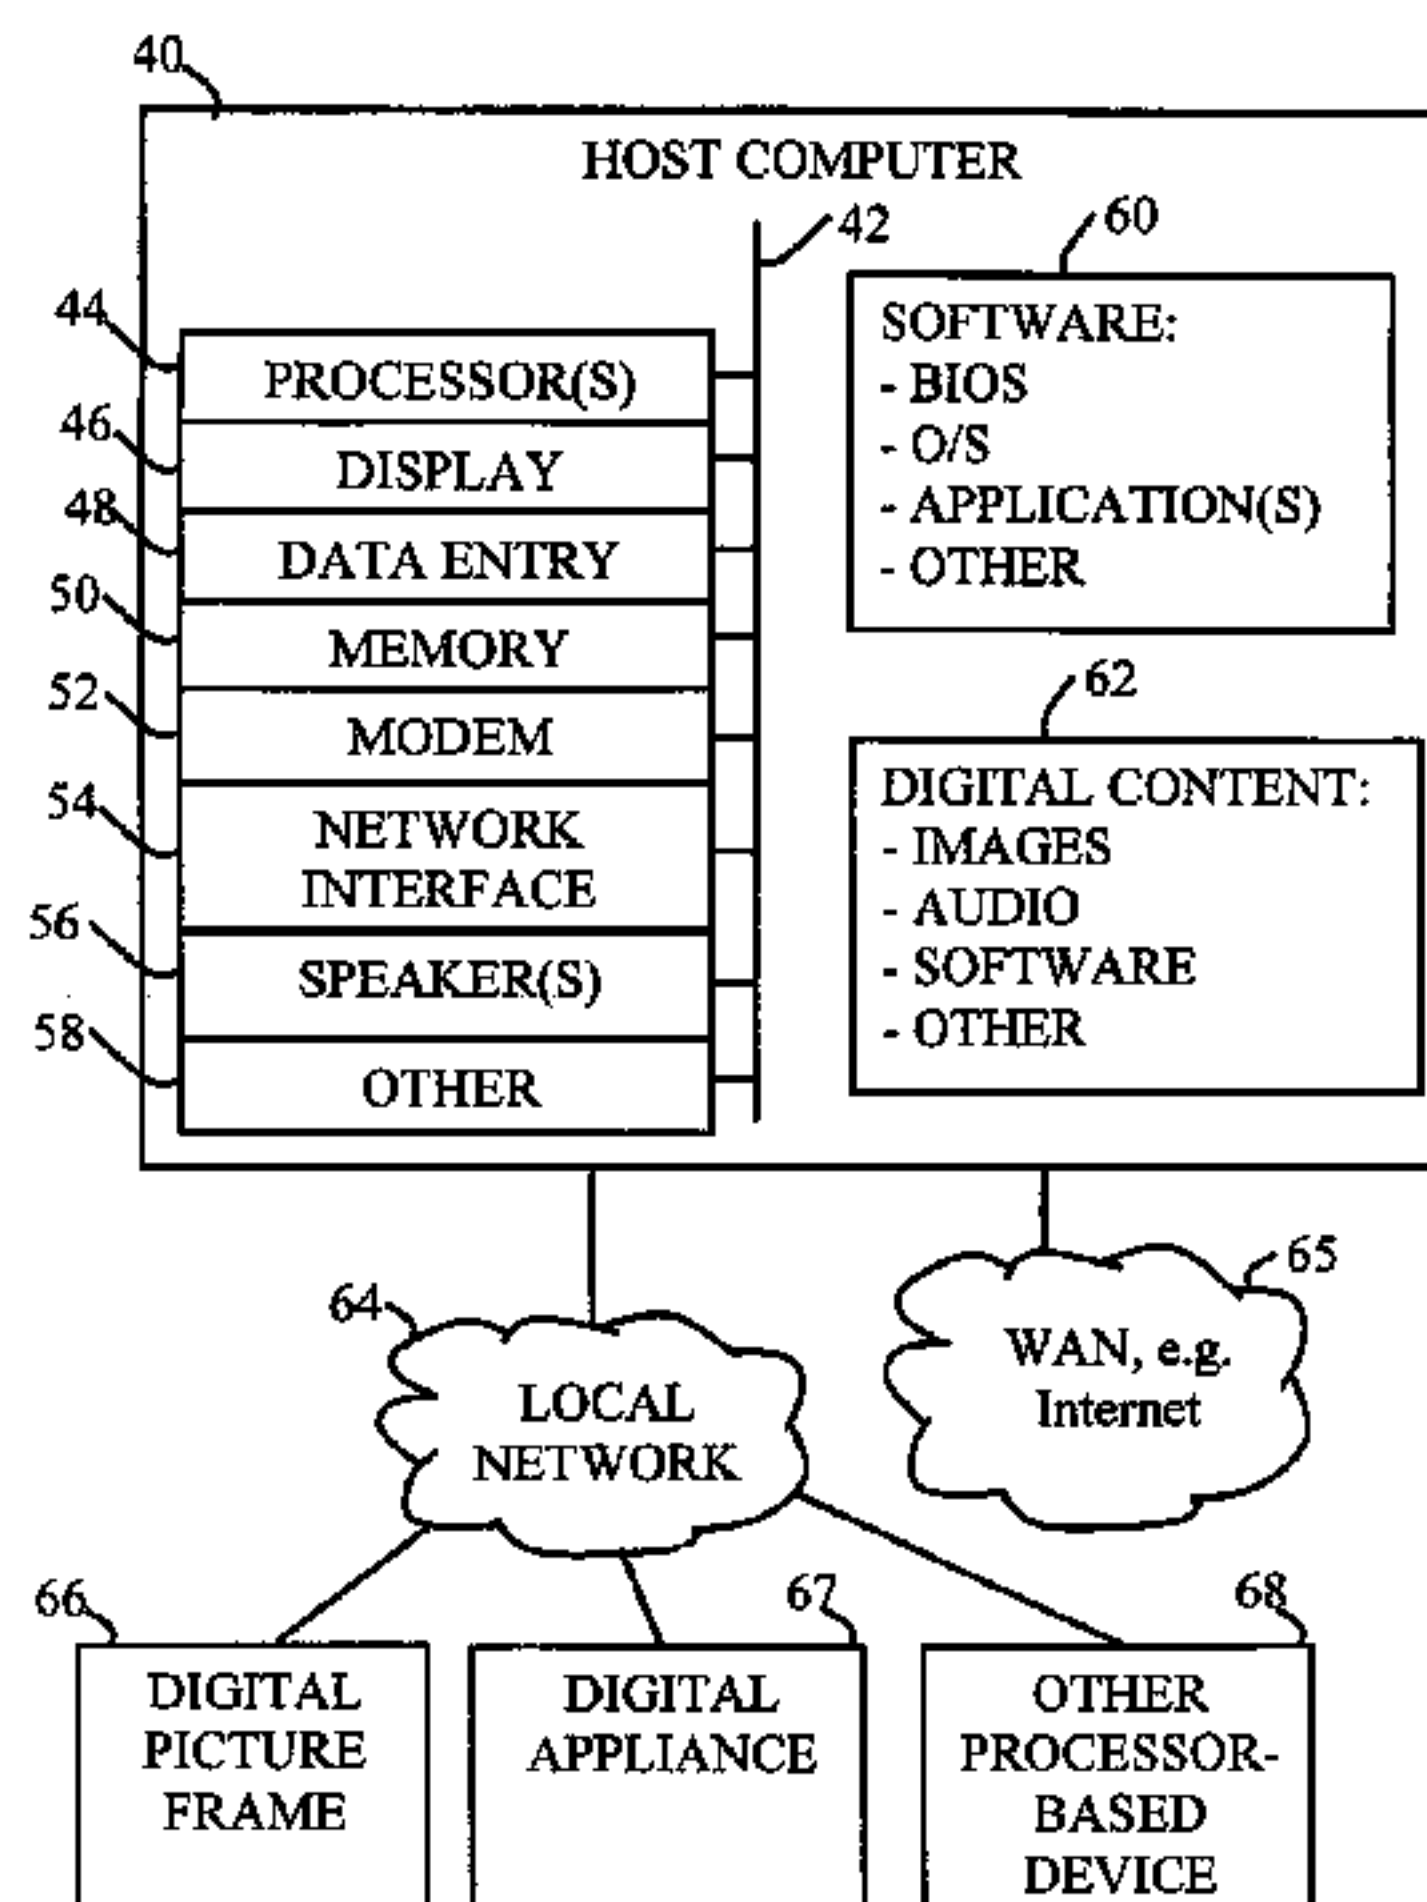 40
HOST COMPUTER
42
60
44
PROCESSOR(S)
46
DISPLAY
48
DATA ENTRY
50
MEMORY
52
MODEM
54
NETWORK
INTERFACE
56
SPEAKER(S)
58
OTHER
SOFTWARE:
- BIOS
- O/S
- APPLICATION(S)
- OTHER
62
DIGITAL CONTENT:
- IMAGES
- AUDIO
- SOFTWARE
- OTHER
64
LOCAL
NETWORK
65
WAN, e.g.
Internet
66
DIGITAL
PICTURE
FRAME
67
DIGITAL
APPLIANCE
68
OTHER
PROCESSOR-
BASED
DEVICE